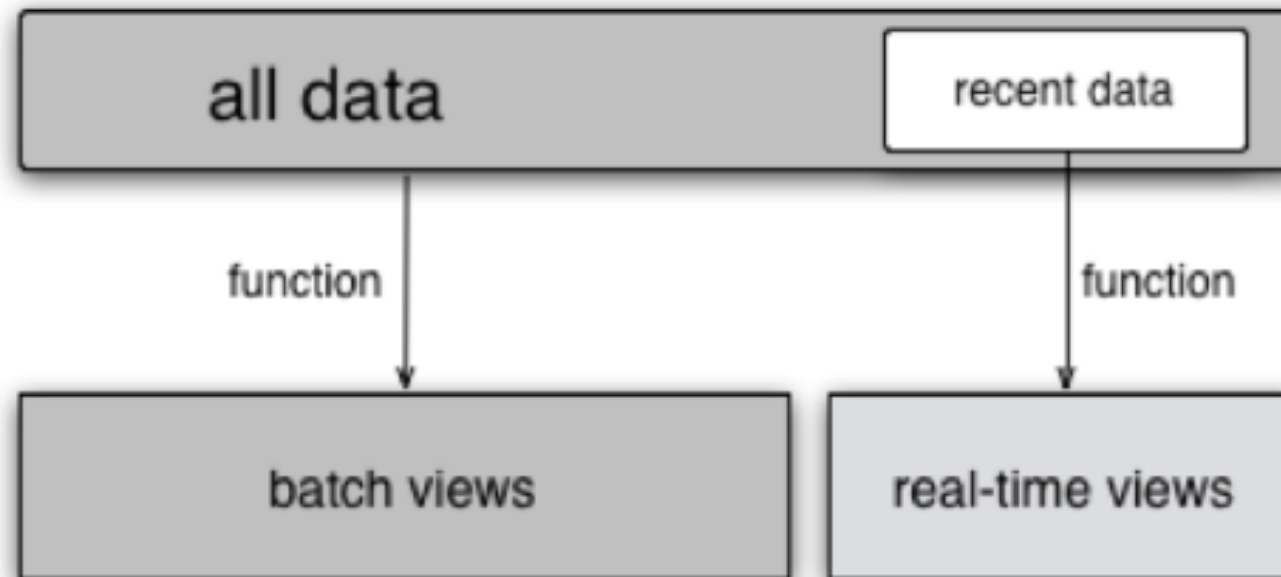 all data
recent data
function
function
batch views
real-time views